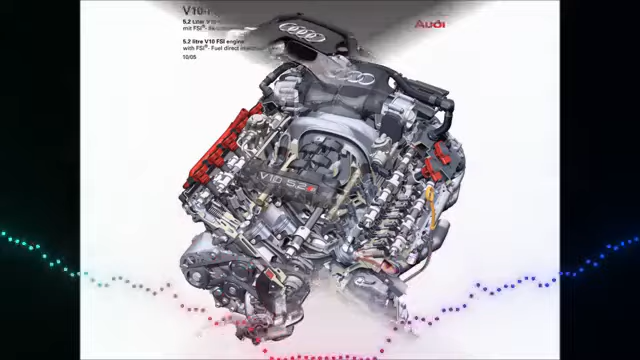 V10
5.2 Liter V10
mit FSI®-
5.2 litre V10 FSI engine
with FSI®- Fuel direct
10/05
Audi
V10 5.2